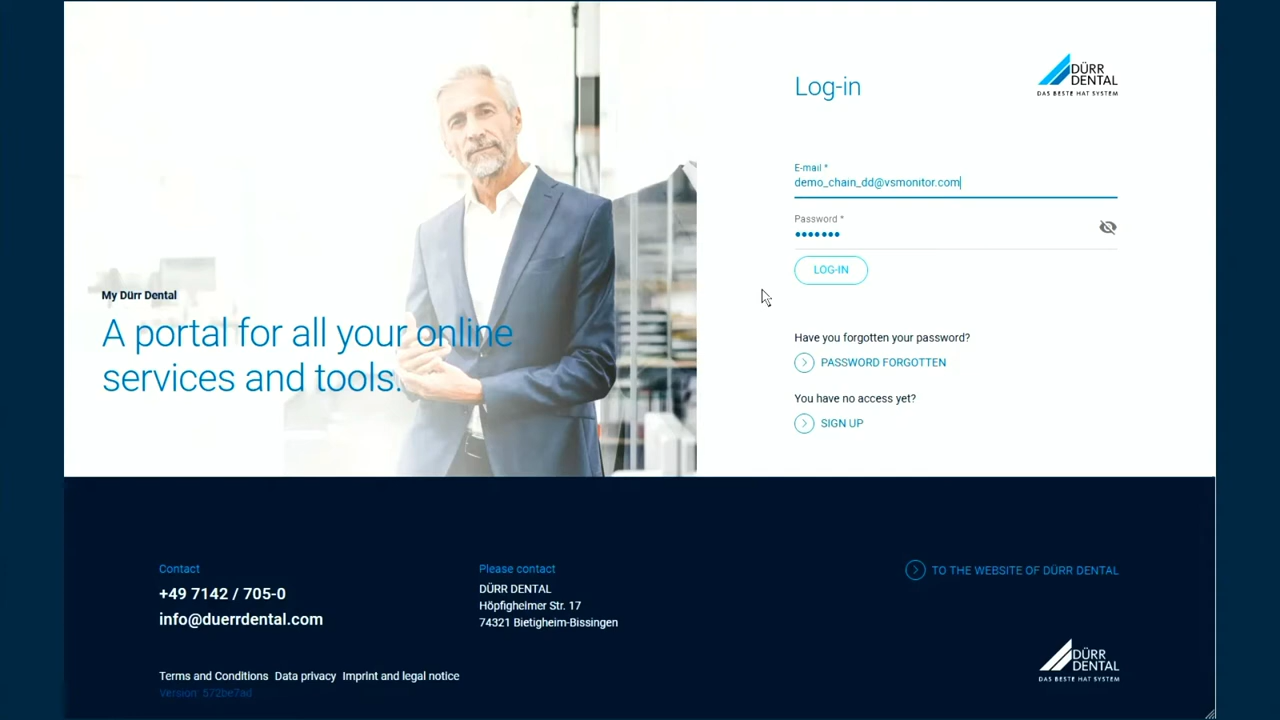 Log-in
DÜRR
DENTAL
DAS BESTE HAT SYSTEM
E-mail *
demo_chain_dd@vsmonitor.com
Password *
•••••••
LOG-IN
My Dürr Dental
A portal for all your online
services and tools.
Have you forgotten your password?
PASSWORD FORGOTTEN
You have no access yet?
SIGN UP
Contact
+49 7142 / 705-0
info@duerrdental.com
Please contact
DÜRR DENTAL
Höpfigheimer Str. 17
74321 Bietigheim-Bissingen
TO THE WEBSITE OF DÜRR DENTAL
DÜRR
DENTAL
DAS BESTE HAT SYSTEM
Terms and Conditions Data privacy Imprint and legal notice
Version: 572be7ad